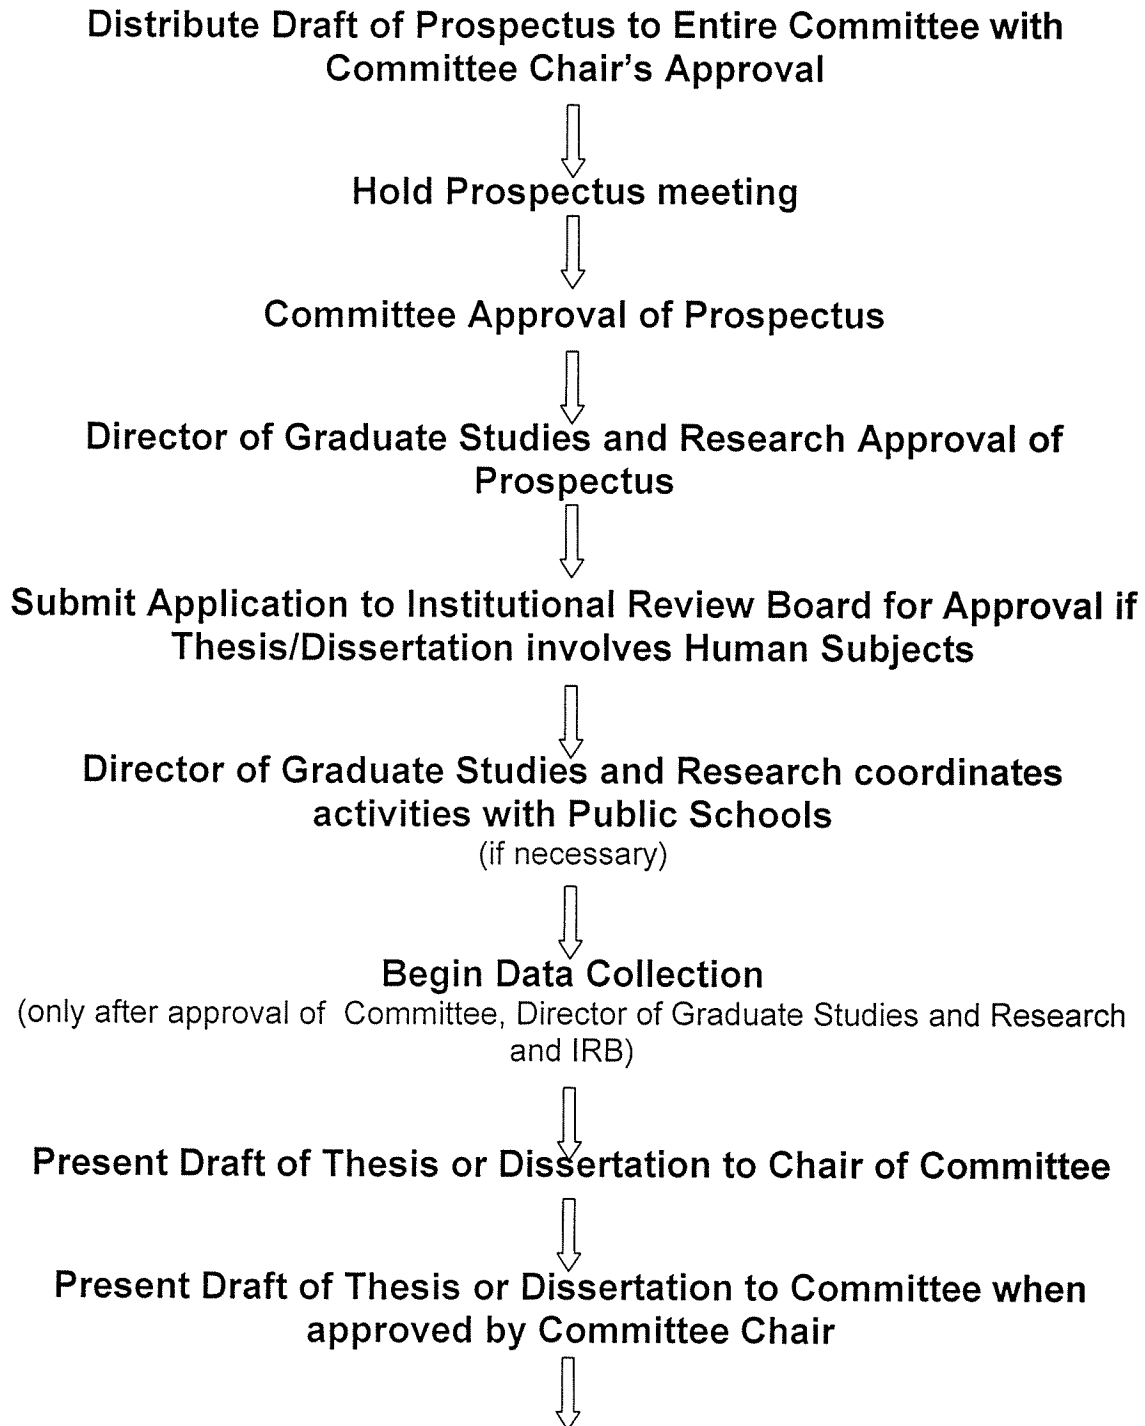 Distribute Draft of Prospectus to Entire Committee with
Committee Chair's Approval
Hold Prospectus meeting
Committee Approval of Prospectus
Director of Graduate Studies and Research Approval of
Prospectus
Submit Application to Institutional Review Board for Approval if
Thesis/Dissertation involves Human Subjects
Director of Graduate Studies and Research coordinates
activities with Public Schools
(if necessary)
Begin Data Collection
(only after approval of Committee, Director of Graduate Studies and Research
and IRB)
Present Draft of Thesis or Dissertation to Chair of Committee
Present Draft of Thesis or Dissertation to Committee when
approved by Committee Chair